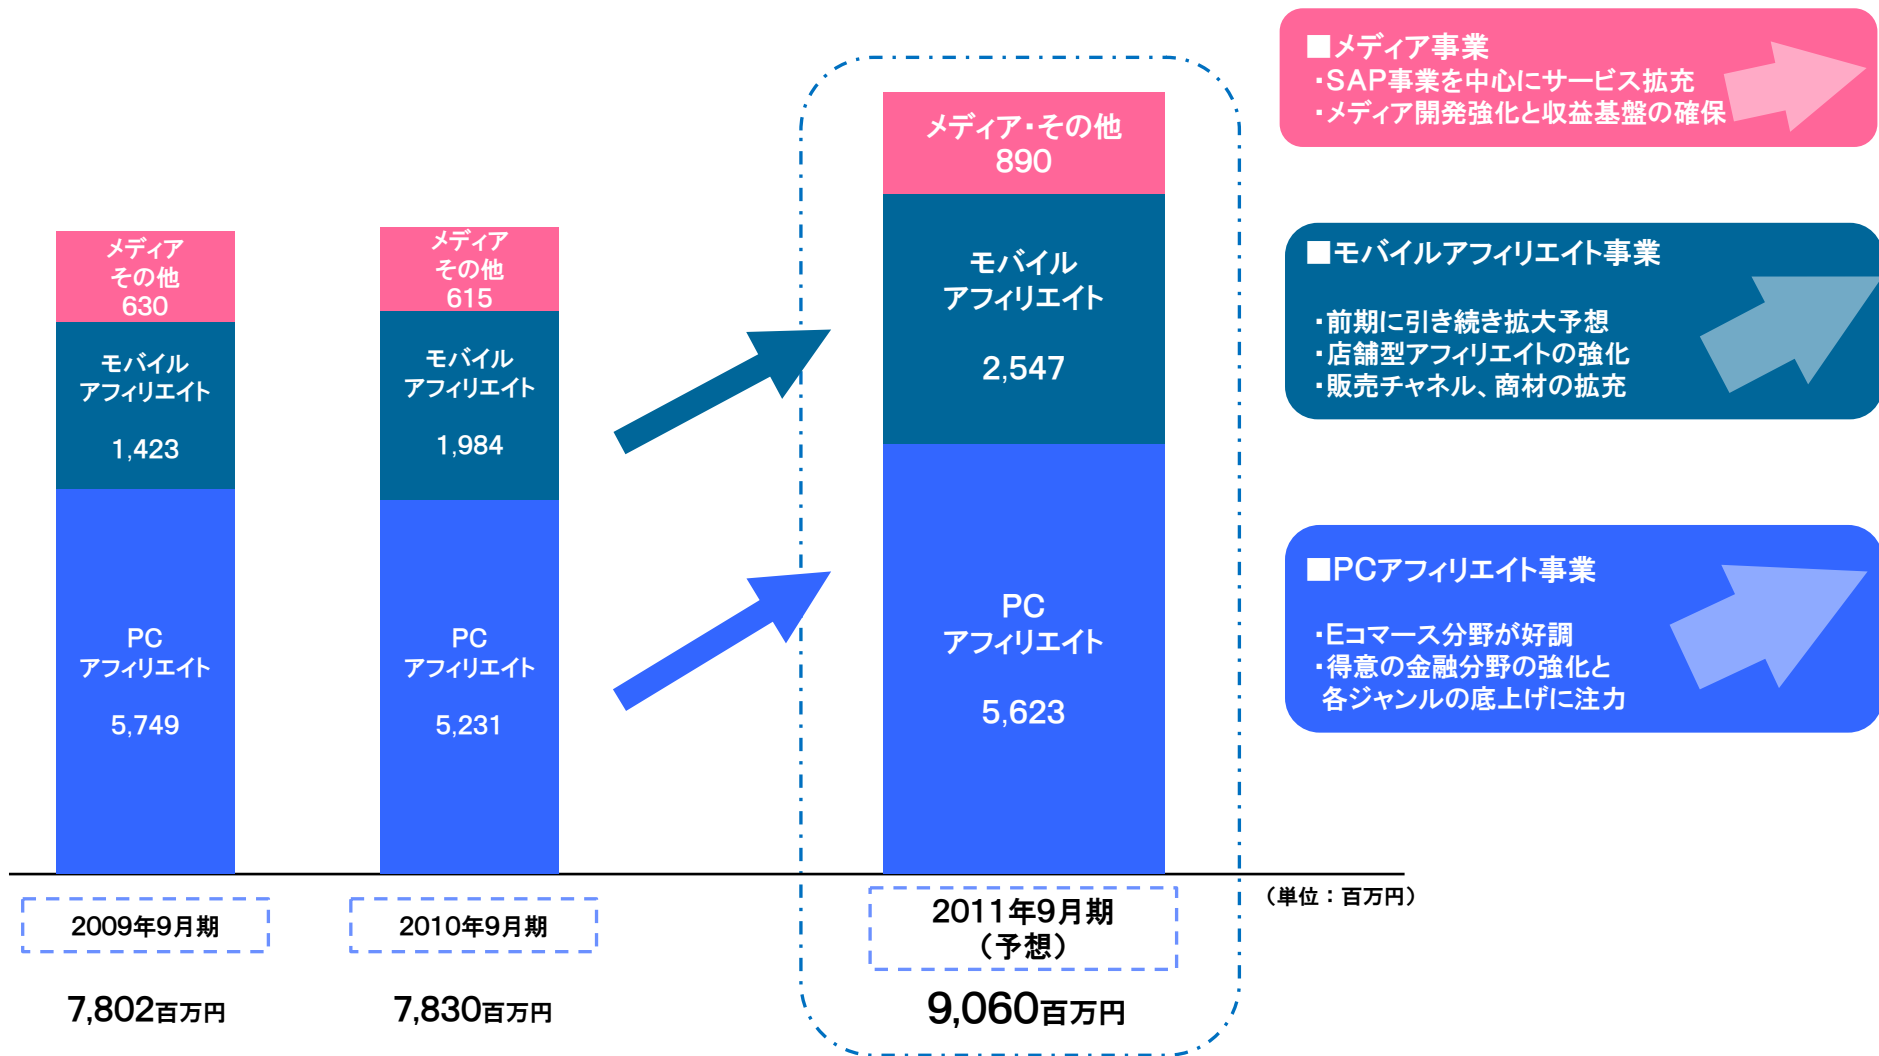 メディア
その他
630
モバイル
アフィリエイト
1,423
PC
アフィリエイト
5,749
2009年9月期
7,802百万円
メディア
その他
615
モバイル
アフィリエイト
1,984
PC
アフィリエイト
5,231
2010年9月期
7,830百万円
メディア・その他
890
モバイル
アフィリエイト
2,547
PC
アフィリエイト
5,623
2011年9月期
（予想）
9,060百万円
（単位：百万円）
■メディア事業
・SAP事業を中心にサービス拡充
・メディア開発強化と収益基盤の確保
■モバイルアフィリエイト事業
・前期に引き続き拡大予想
・店舗型アフィリエイトの強化
・販売チャネル、商材の拡充
■PCアフィリエイト事業
・Eコマース分野が好調
・得意の金融分野の強化と
各ジャンルの底上げに注力